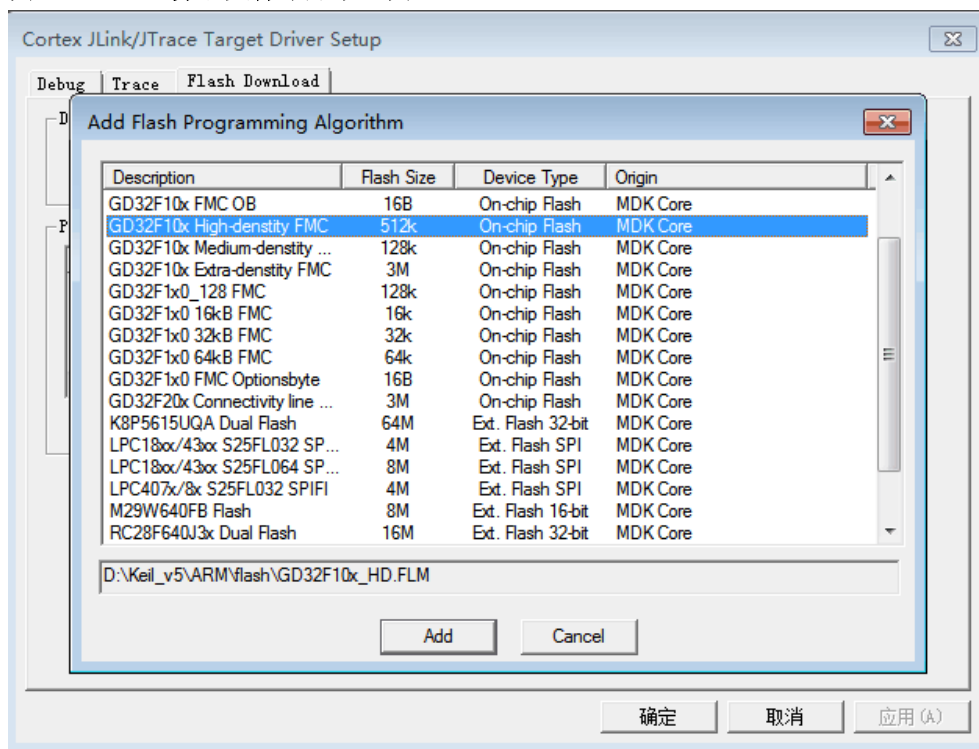 Cortex JLink/JTrace Target Driver Setup
Debug Trace Flash Download
D
Add Flash Programming Algorithm
Description Flash Size Device Type Origin
GD32F10x FMC OB 16B On-chip Flash MDK Core
P GD32F10x High-denstity FMC 512k On-chip Flash MDK Core
GD32F10x Medium-denstity ... 128k On-chip Flash MDK Core
GD32F10x Extra-denstity FMC 3M On-chip Flash MDK Core
GD32F1x0_128 FMC 128k On-chip Flash MDK Core
GD32F1x0 16kB FMC 16k On-chip Flash MDK Core
GD32F1x0 32kB FMC 32k On-chip Flash MDK Core
GD32F1x0 64kB FMC 64k On-chip Flash MDK Core
GD32F1x0 FMC Optionsbyte 16B On-chip Flash MDK Core
GD32F20x Connectivity line ... 3M On-chip Flash MDK Core
K8P5615UQA Dual Flash 64M Ext. Flash 32-bit MDK Core
LPC18xx/43xx S25FL032 SP... 4M Ext. Flash SPI MDK Core
LPC18xx/43xx S25FL064 SP... 8M Ext. Flash SPI MDK Core
LPC407x/8x S25FL032 SPIFI 4M Ext. Flash SPI MDK Core
M29W640FB Flash 8M Ext. Flash 16-bit MDK Core
RC28F640J3x Dual Flash 16M Ext. Flash 32-bit MDK Core
D:\Keil_v5\ARM\flash\GD32F10x_HD.FLM
Add Cancel
确定 取消 应用(A)